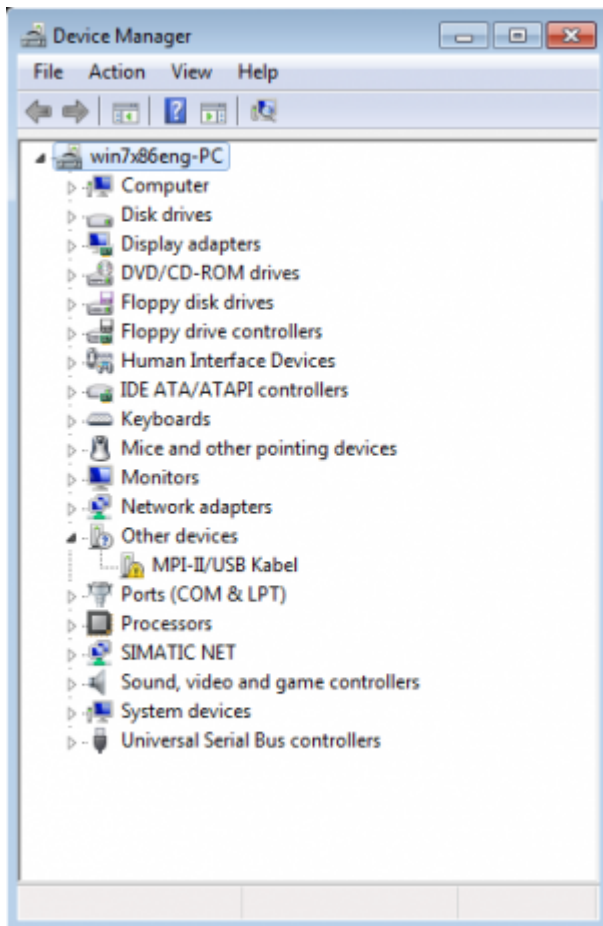 Device Manager
File Action View Help
win7x86eng-PC
Computer
Disk drives
Display adapters
DVD/CD-ROM drives
Floppy disk drives
Floppy drive controllers
Human Interface Devices
IDE ATA/ATAPI controllers
Keyboards
Mice and other pointing devices
Monitors
Network adapters
Other devices
MPI-II/USB Kabel
Ports (COM & LPT)
Processors
SIMATIC NET
Sound, video and game controllers
System devices
Universal Serial Bus controllers